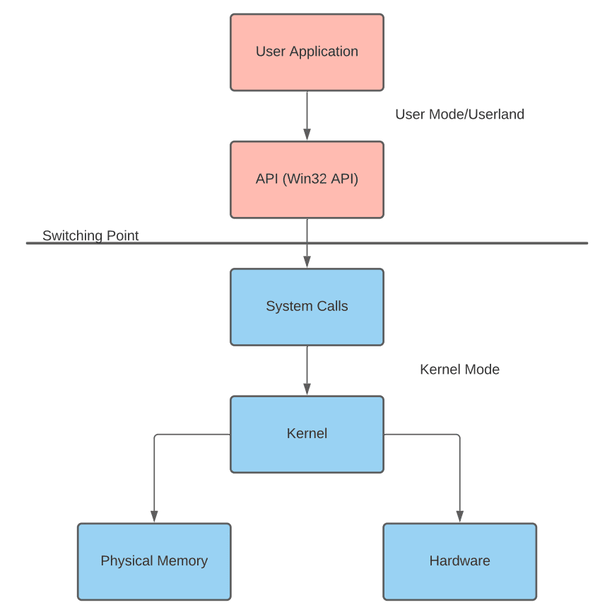 User Application
User Mode/Userland
API (Win32 API)
Switching Point
System Calls
Kernel Mode
Kernel
Physical Memory
Hardware